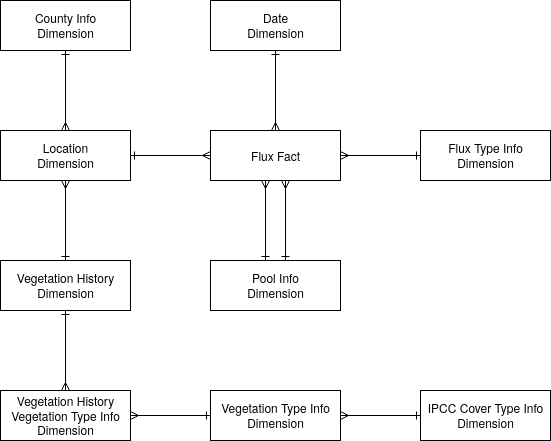 County Info
Dimension
Date
Dimension
Location
Dimension
Flux Fact
Flux Type Info
Dimension
Vegetation History
Dimension
Pool Info
Dimension
Vegetation History
Vegetation Type Info
Dimension
Vegetation Type Info
Dimension
IPCC Cover Type Info
Dimension